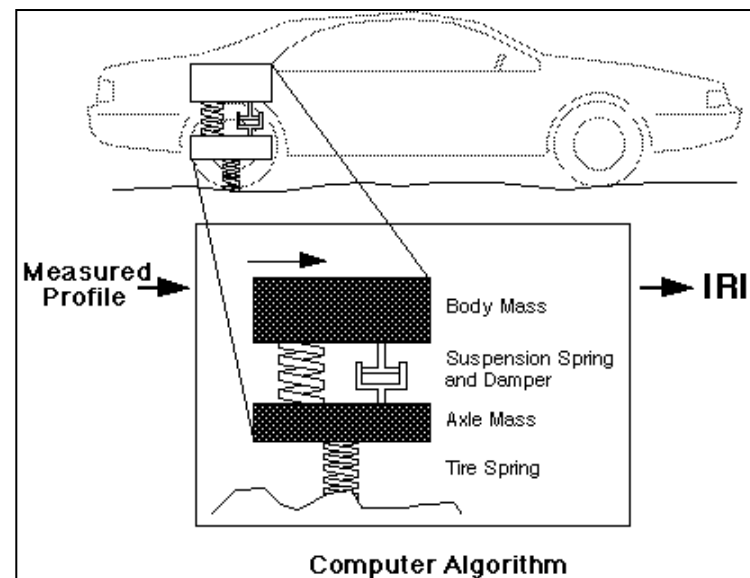 Measured
Profile
IRI
Body Mass
Suspension Spring
and Damper
Axle Mass
Tire Spring
Computer Algorithm